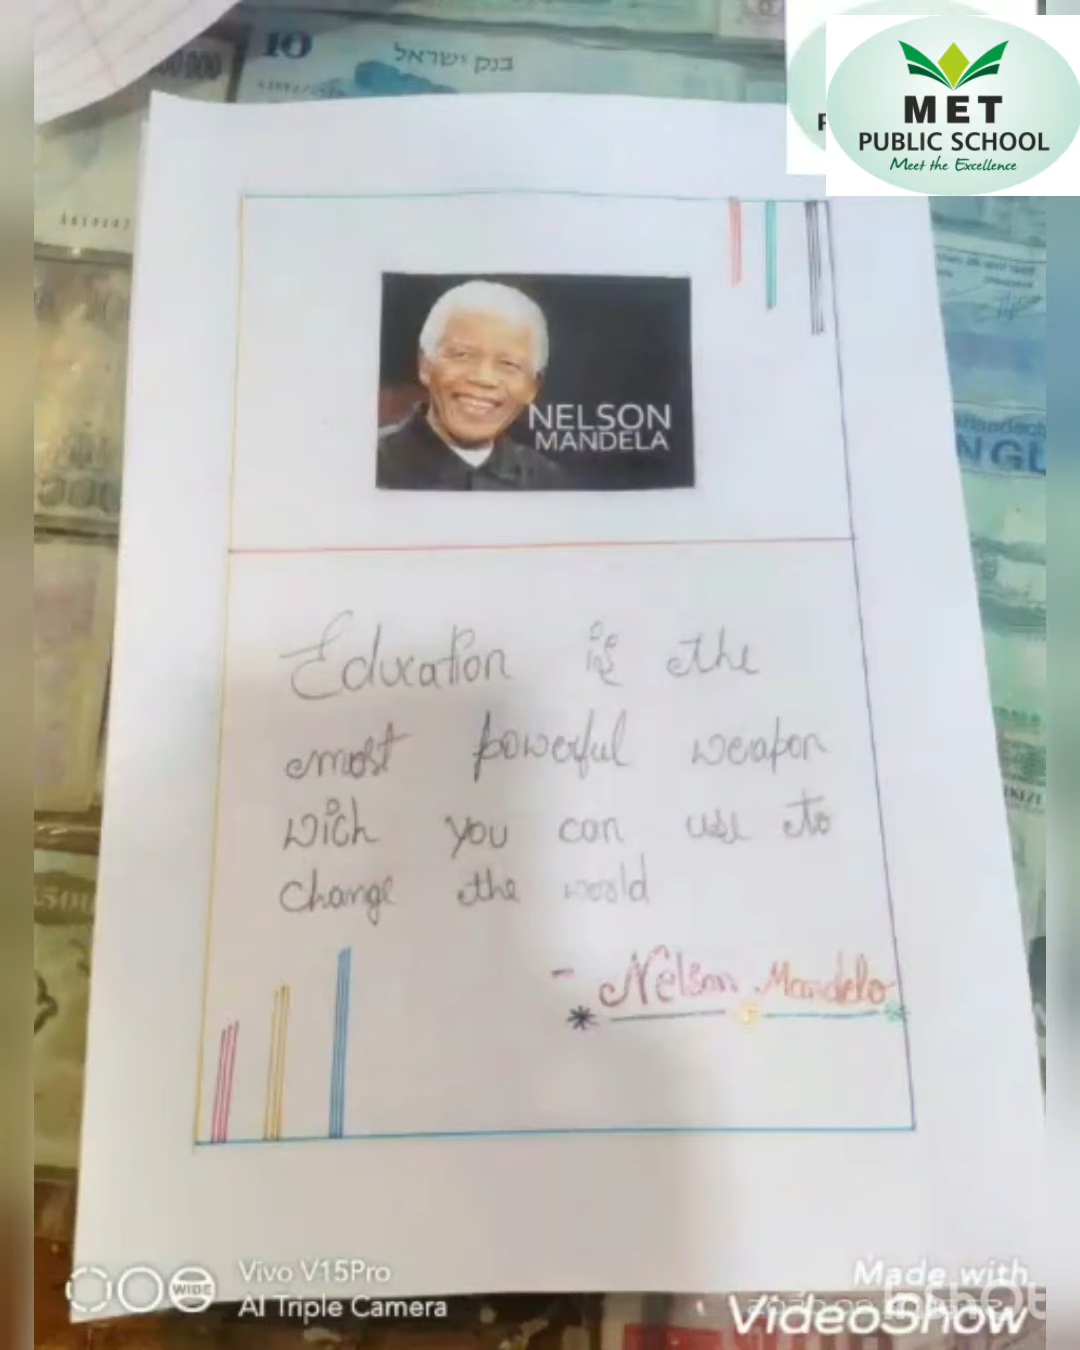 10
בנק ישראל
MET
PUBLIC SCHOOL
Meet the Excellence
NELSON
MANDELA
Education is the
most powerful weapon
wich you can use to
change the world
- Nelson Mandela
Vivo V15Pro
WIDE
AI Triple Camera
Made with
VideoShow